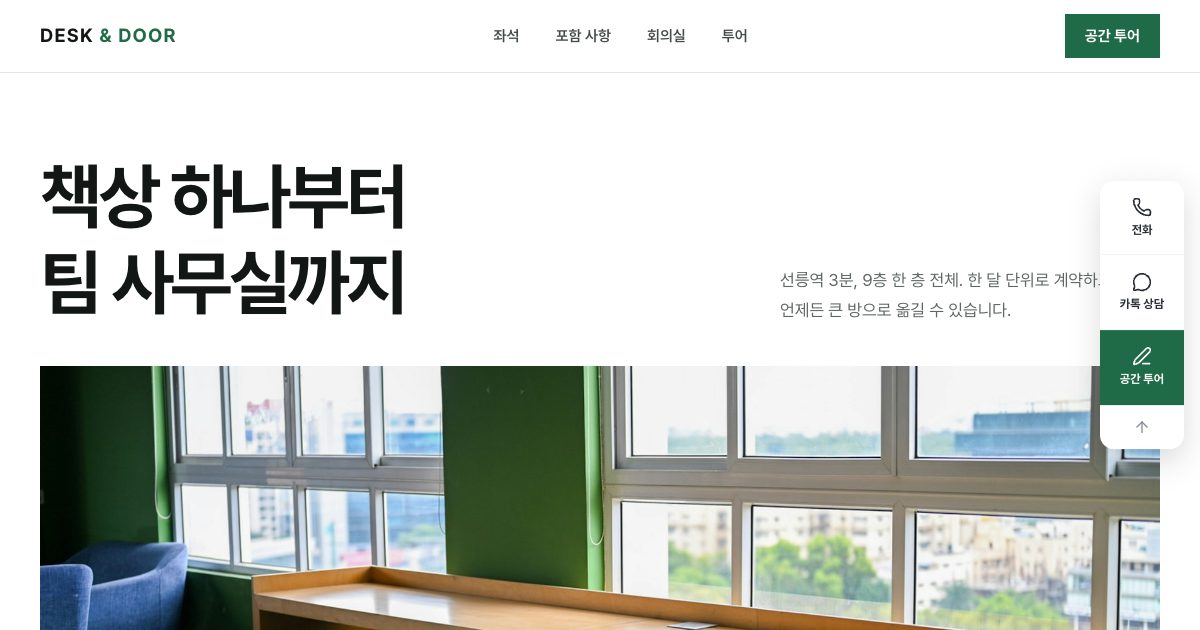 DESK & DOOR
좌석
포함 사항
회의실
투어
공간 투어
책상 하나부터
팀 사무실까지
선릉역 3분, 9층 한 층 전체. 한 달 단위로 계약하
언제든 큰 방으로 옮길 수 있습니다.
전화
카톡 상담
공간 투어